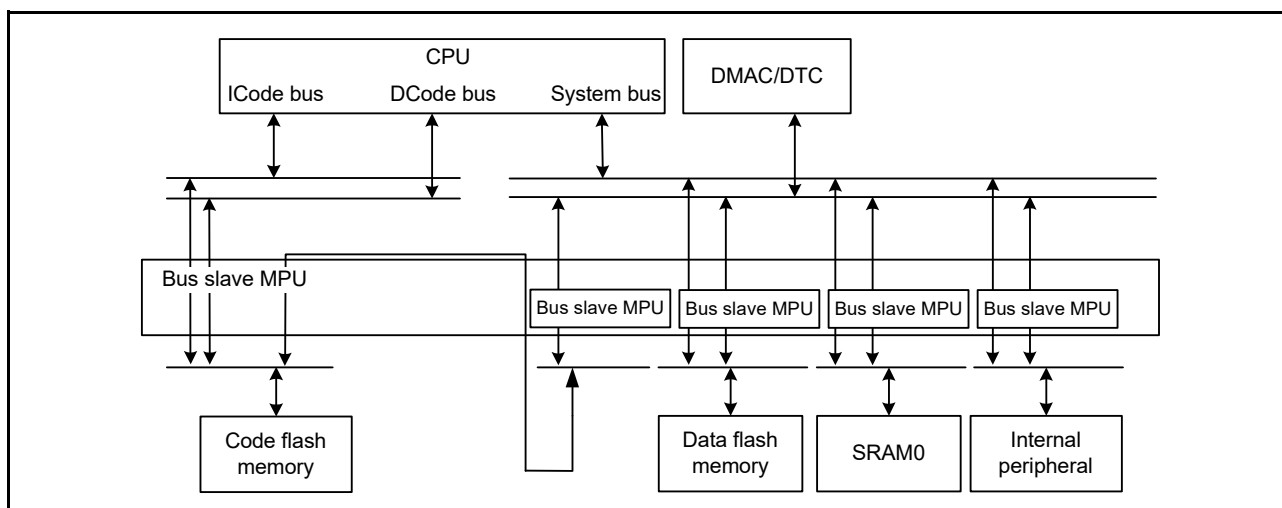 CPU
ICode bus DCode bus System bus
DMAC/DTC
Bus slave MPU
Bus slave MPU
Bus slave MPU
Bus slave MPU
Bus slave MPU
Code flash
memory
Data flash
memory
SRAM0
Internal
peripheral